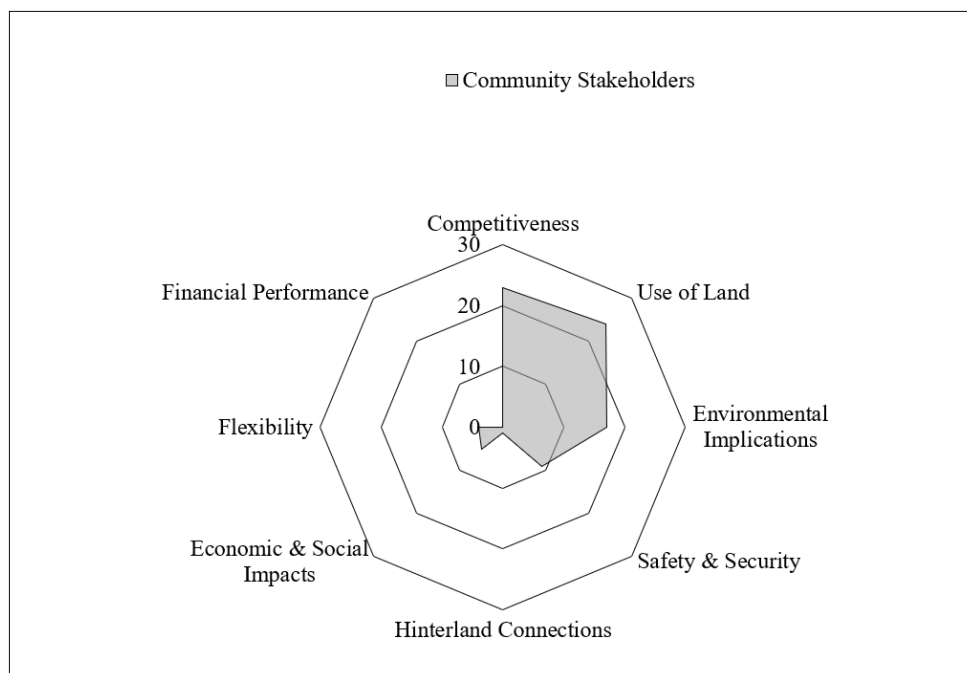 Community Stakeholders
Competitiveness
30
Financial Performance
Use of Land
20
10
Flexibility
0
Environmental
Implications
Economic & Social
Impacts
Safety & Security
Hinterland Connections